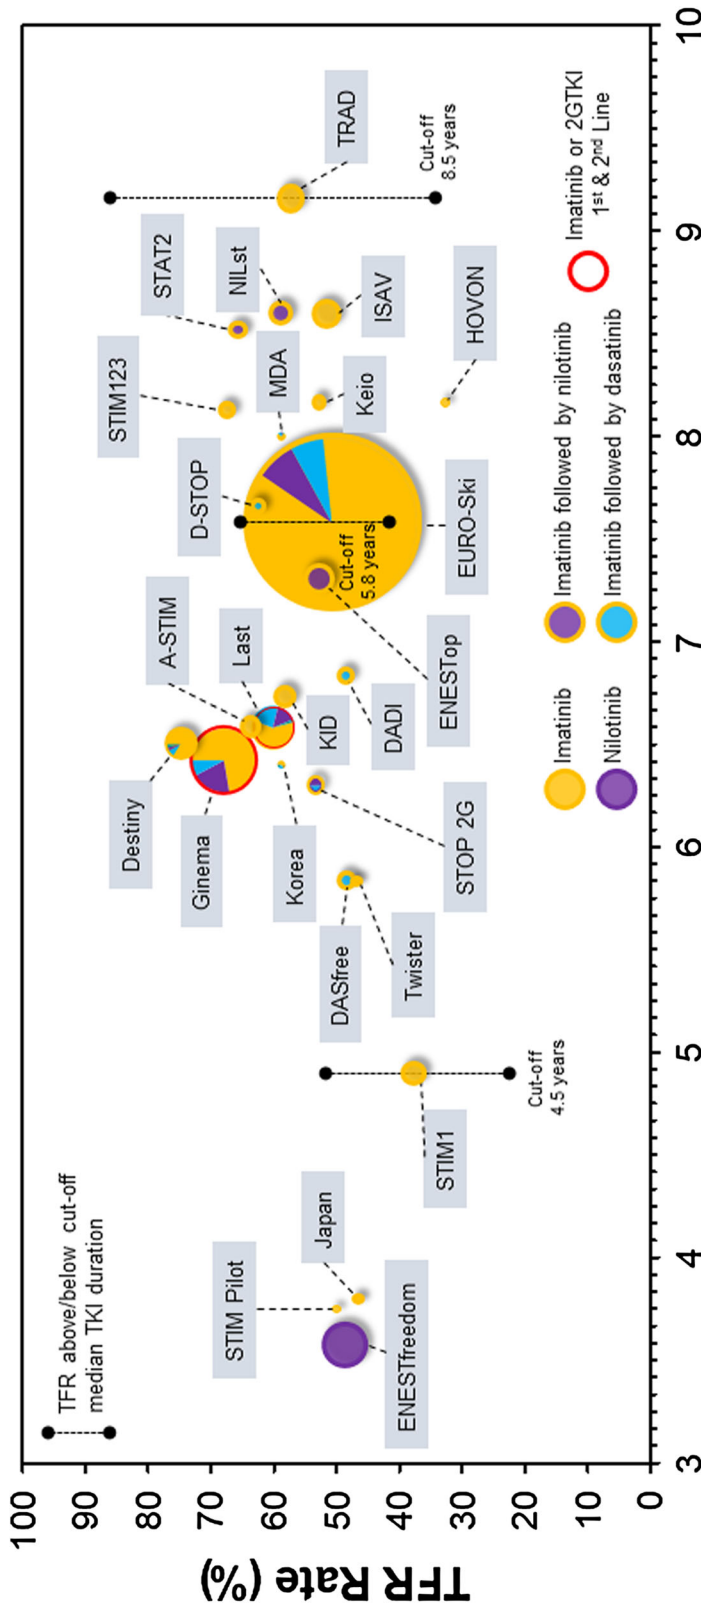 TFR Rate (%)
100
90
80
70
60
50
40
30
20
10
0
3
4
5
6
7
8
9
10
TFR above/below cut-off
median TKI duration
STIM Pilot
Japan
ENESTfreedom
STIM1
Cut-off
4.5 years
Destiny
Ginema
Korea
DASfree
Twister
STOP 2G
A-STIM
Last
KID
DADI
ENESTop
D-STOP
Cut-off
5.8 years
EURO-Ski
STIM123
MDA
Keio
HOVON
STAT2
NILst
ISAV
TRAD
Cut-off
8.5 years
Imatinib
Nilotinib
Imatinib followed by nilotinib
Imatinib followed by dasatinib
Imatinib or 2GTKI
1st & 2nd Line